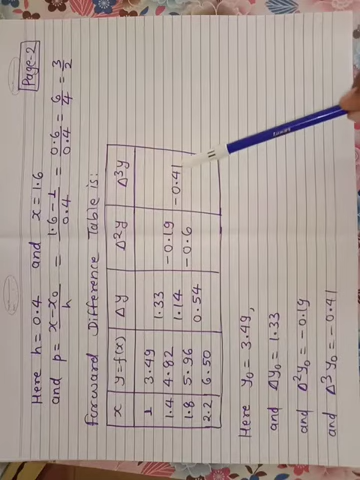 Page-2
Here h = 0.4 and x = 1.6
and p = x-x₀/h = 1.6-1/0.4 = 0.6/0.4 = 6/4 = 3/2
Forward Difference Table is:
x y=f(x) Δy Δ²y Δ³y
1 3.49
1.33
1.4 4.82 -0.19
1.14 -0.41
1.8 5.96 -0.6
0.54
2.2 6.50
Here y₀ = 3.49,
and Δy₀ = 1.33
and Δ²y₀ = -0.19
and Δ³y₀ = -0.41